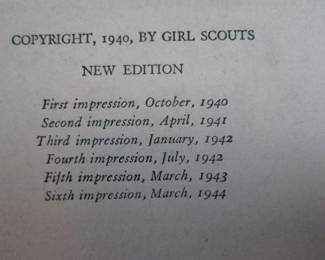 COPYRIGHT, 1940, BY GIRL SCOUTS
NEW EDITION
First impression, October, 1940
Second impression, April, 1941
Third impression, January, 1942
Fourth impression, July, 1942
Fifth impression, March, 1943
Sixth impression, March, 1944